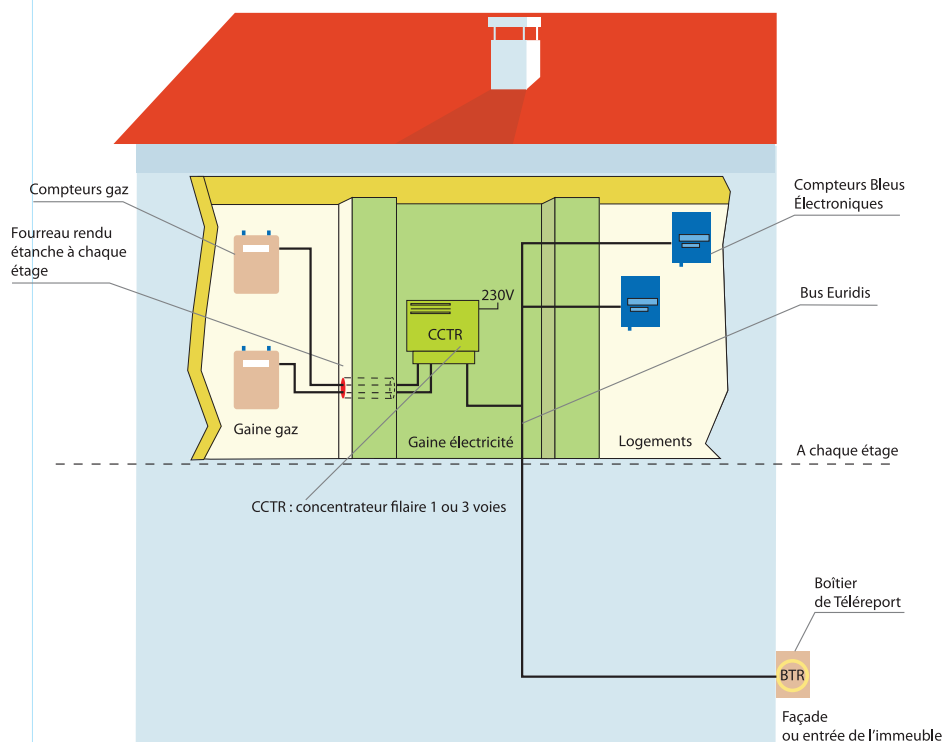 Compteurs gaz
Fourreau rendu
étanche à chaque
étage
Compteurs Bleus
Électroniques
230V
CCTR
Bus Euridis
Gaine gaz
Gaine électricité
Logements
A chaque étage
CCTR : concentrateur filaire 1 ou 3 voies
Boîtier
de Téléreport
BTR
Façade
ou entrée de l'immeuble